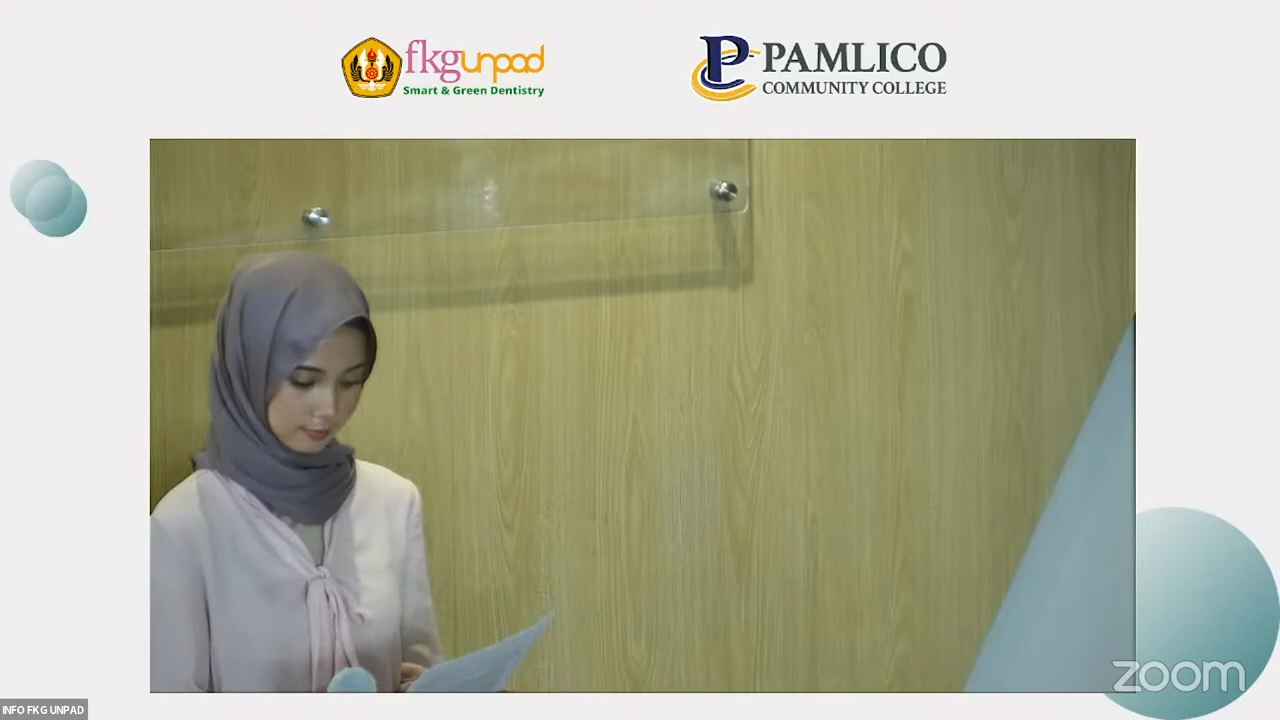 fkgunpad
Smart & Green Dentistry
PAMLICO
COMMUNITY COLLEGE
zoom
INFO FKG UNPAD